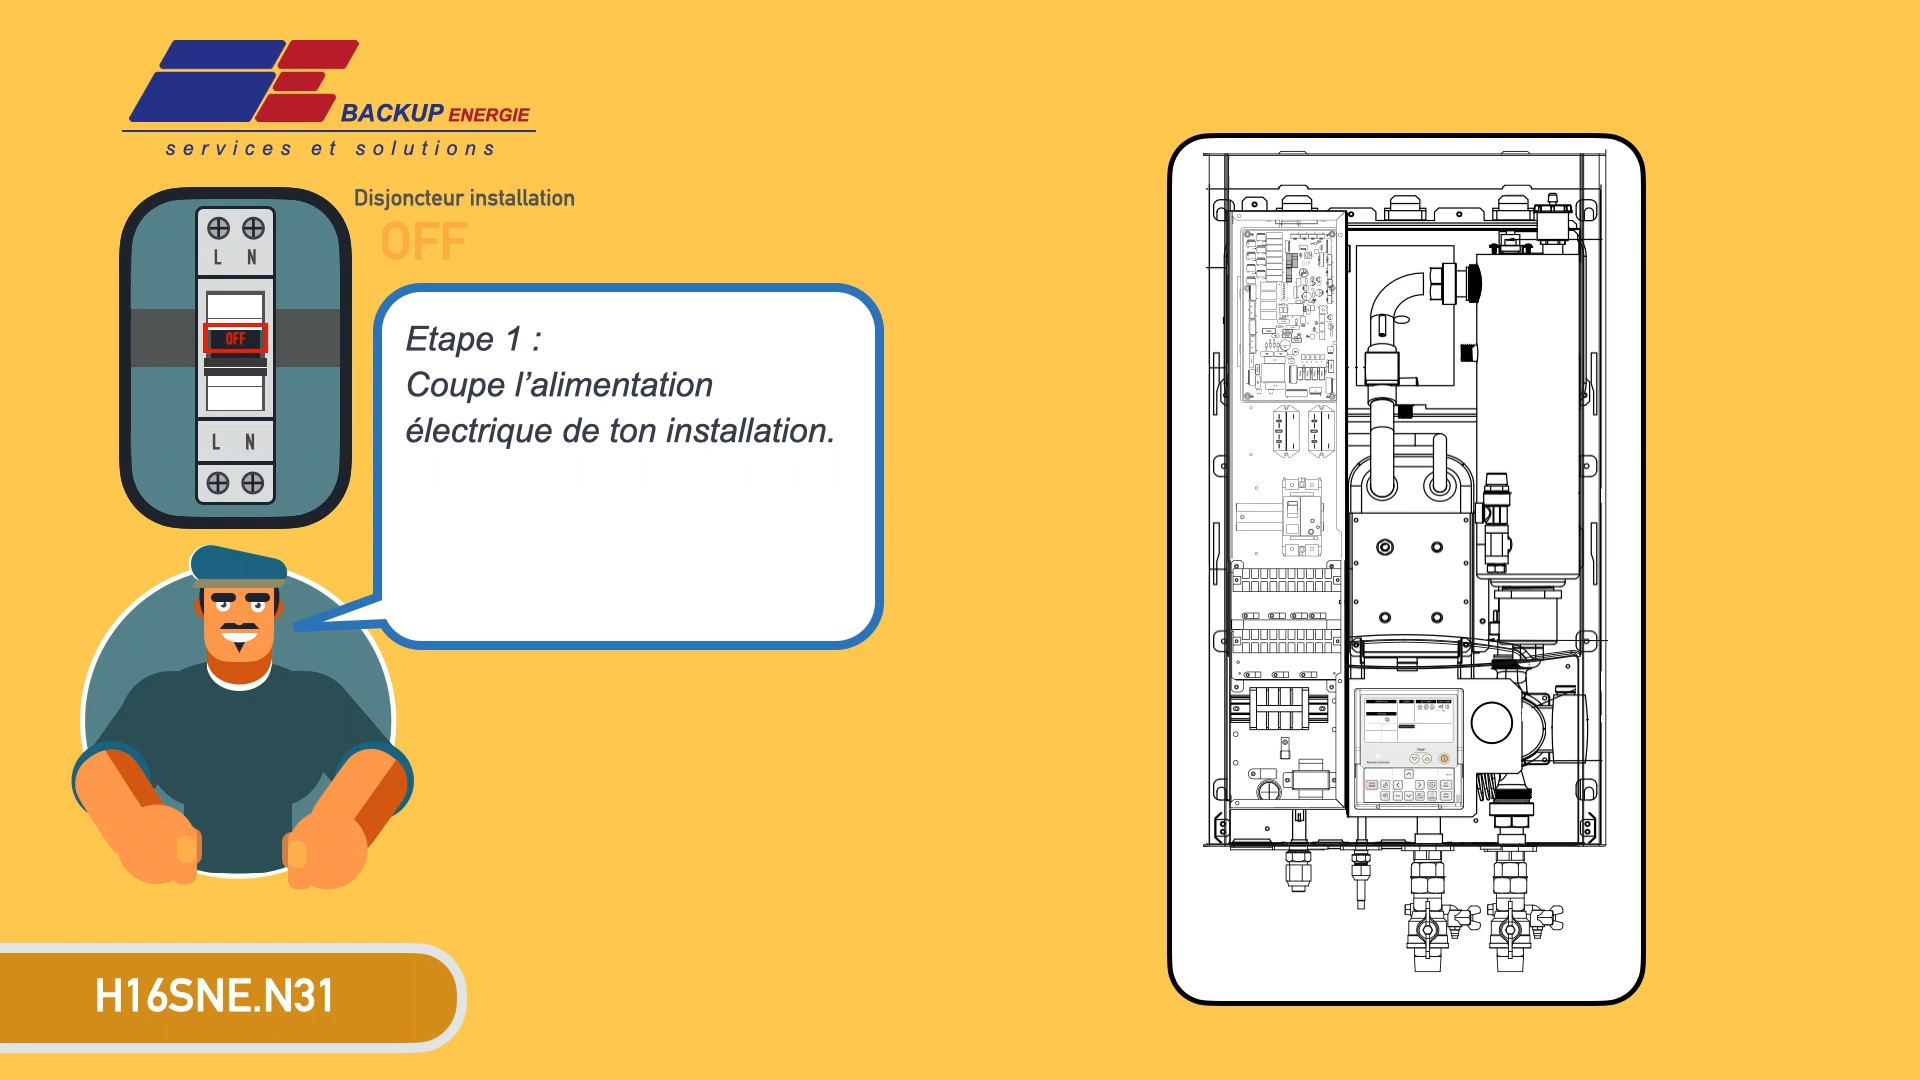 BACKUP ENERGIE
services et solutions
Disjoncteur installation
OFF
L N
OFF
L N
Etape 1 :
Coupe l’alimentation
électrique de ton installation.
H16SNE.N31